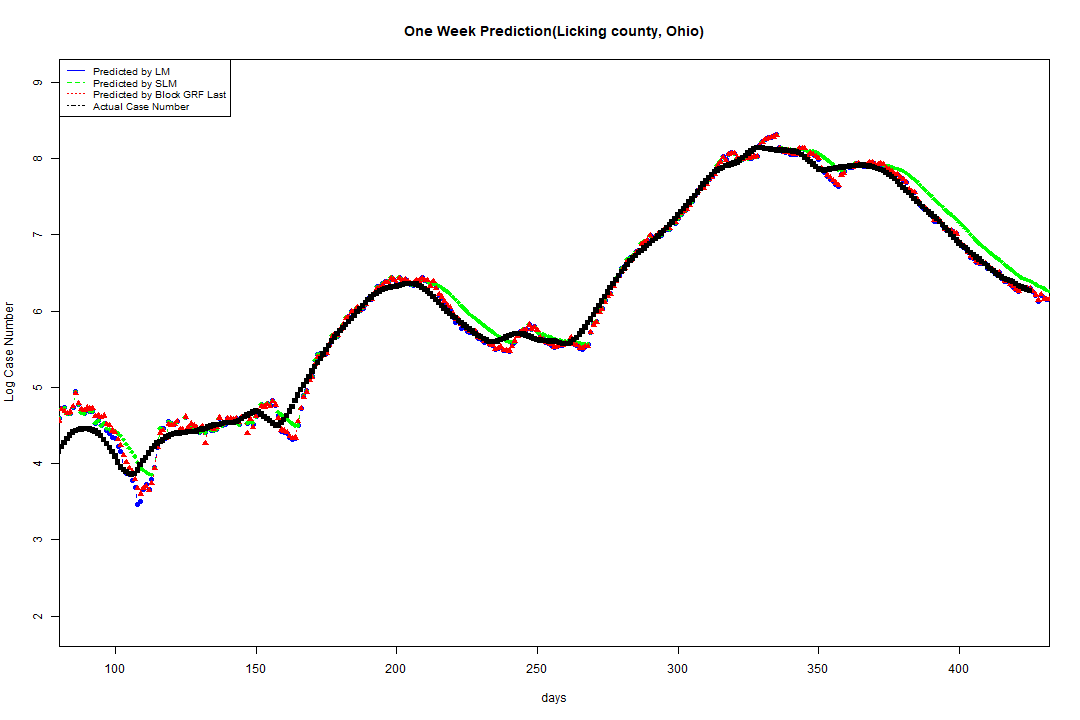 One Week Prediction(Licking county, Ohio)
Predicted by LM
Predicted by SLM
Predicted by Block GRF Last
Actual Case Number
Log Case Number
9
8
7
6
5
4
3
2
100 150 200 250 300 350 400
days